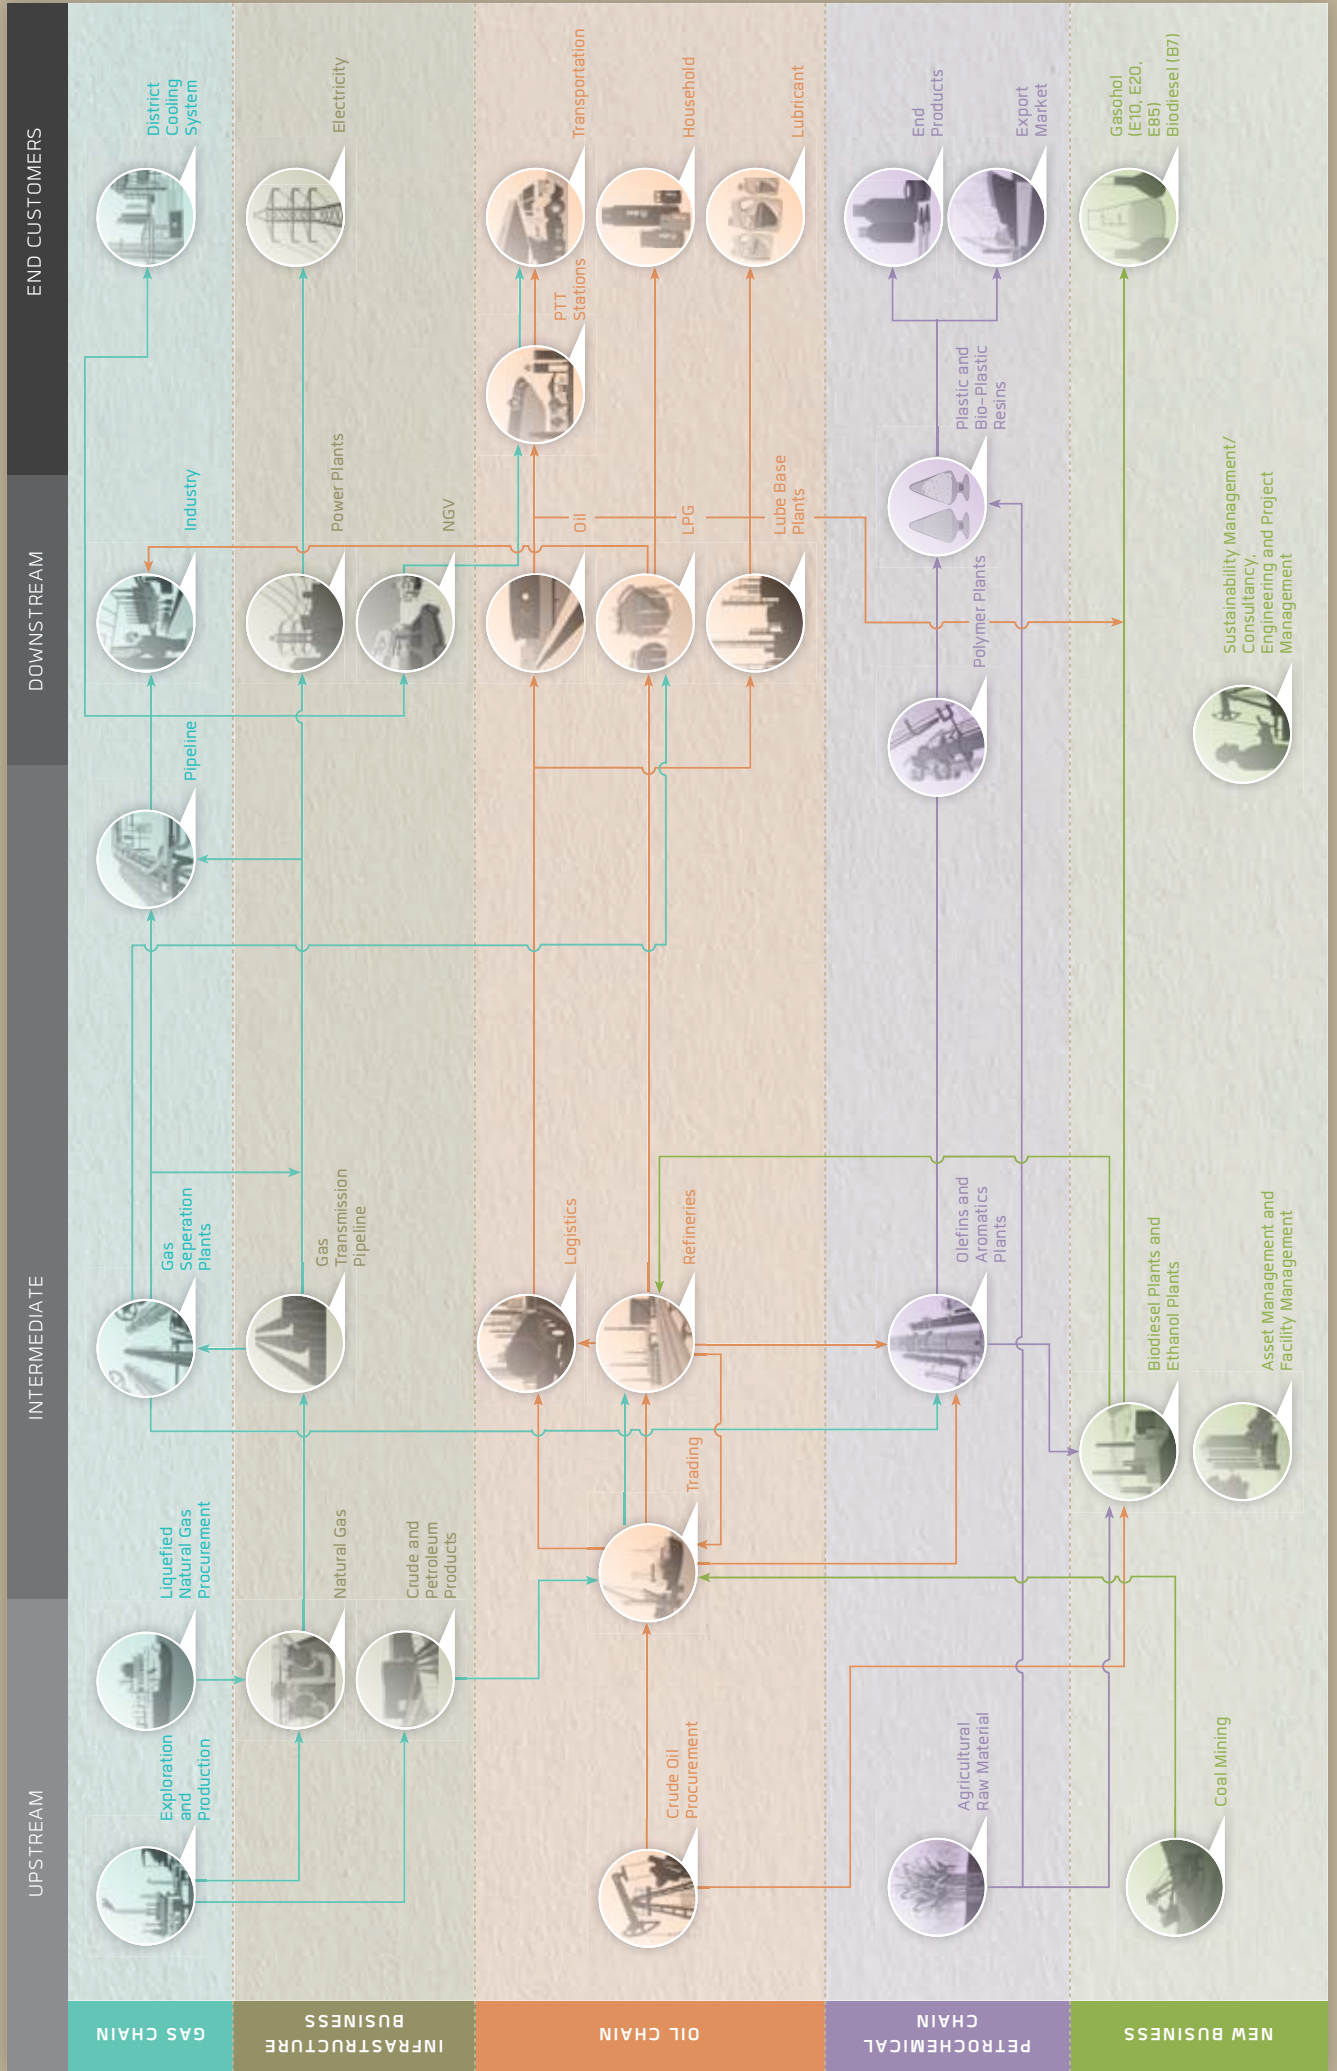 UPSTREAM
INTERMEDIATE
DOWNSTREAM
END CUSTOMERS
GAS CHAIN
Exploration
and
Production
Liquefied
Natural Gas
Procurement
Gas
Seperation
Plants
Pipeline
Industry
District
Cooling
System
INFRASTRUCTURE
BUSINESS
Natural Gas
Crude and
Petroleum
Products
Gas
Transmission
Pipeline
Power Plants
NGV
Electricity
OIL CHAIN
Crude Oil
Procurement
Trading
Logistics
Refineries
Oil
LPG
Lube Base
Plants
PTT
Stations
Transportation
Household
Lubricant
PETROCHEMICAL
CHAIN
Agricultural
Raw Material
Olefins and
Aromatics
Plants
Polymer Plants
Plastic and
Bio-Plastic
Resins
End
Products
Export
Market
NEW BUSINESS
Coal Mining
Biodiesel Plants and
Ethanol Plants
Asset Management and
Facility Management
Sustainability Management/
Consultancy,
Engineering and Project
Management
Gasohol
(E10, E20,
E85)
Biodiesel (B7)